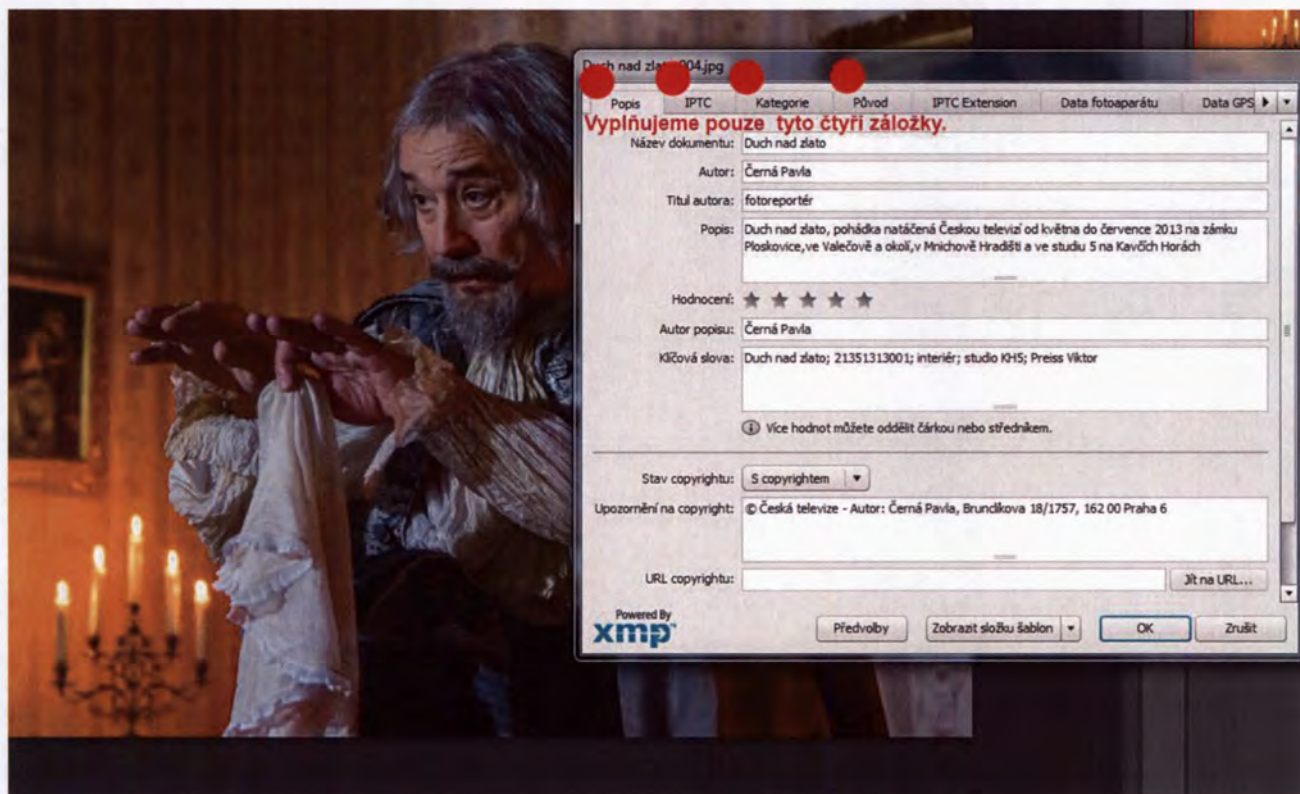 Duch nad zlato 004.jpg
Popis IPTC Kategorie Původ IPTC Extension Data fotoaparátu Data GPS
Vyplňujeme pouze tyto čtyři záložky.
Název dokumentu: Duch nad zlato
Autor: Černá Pavla
Titul autora: fotoreportér
Popis: Duch nad zlato, pohádka natáčená Českou televizí od května do července 2013 na zámku
Ploskovice,ve Valečově a okolí,v Mnichově Hradišti a ve studiu 5 na Kavčích Horách
Hodnocení:
Autor popisu: Černá Pavla
Klíčová slova: Duch nad zlato; 21351313001; interiér; studio KH5; Preiss Viktor
Více hodnot můžete oddělit čárkou nebo středníkem.
Stav copyrightu: S copyrightem
Upozornění na copyright: © Česká televize - Autor: Černá Pavla, Brunclíkova 18/1757, 162 00 Praha 6
URL copyrightu: Jít na URL...
Powered By
xmp Předvolby Zobrazit složku šablon OK Zrušit